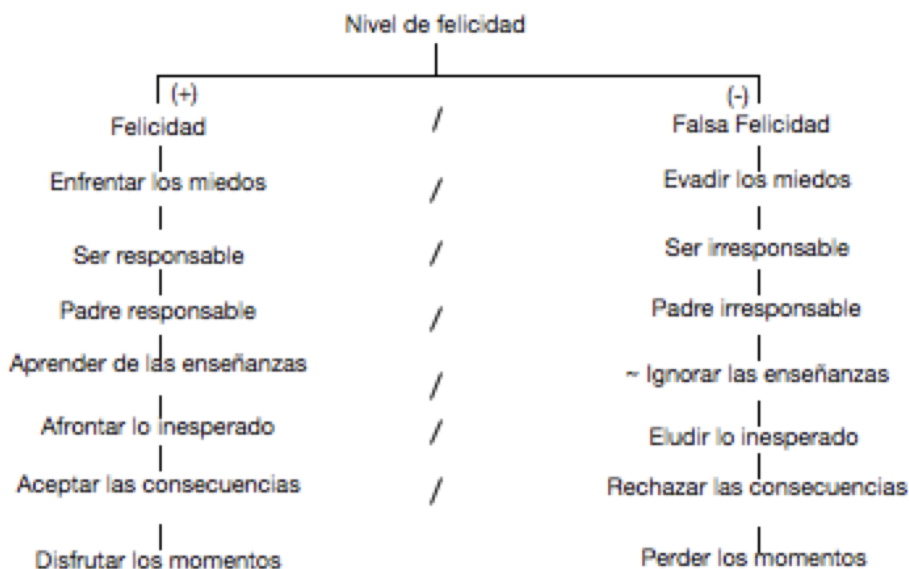 Nivel de felicidad
(+) (-)
Felicidad / Falsa Felicidad
Enfrentar los miedos / Evadir los miedos
Ser responsable / Ser irresponsable
Padre responsable / Padre irresponsable
Aprender de las enseñanzas / ~ Ignorar las enseñanzas
Afrontar lo inesperado / Eludir lo inesperado
Aceptar las consecuencias / Rechazar las consecuencias
Disfrutar los momentos Perder los momentos